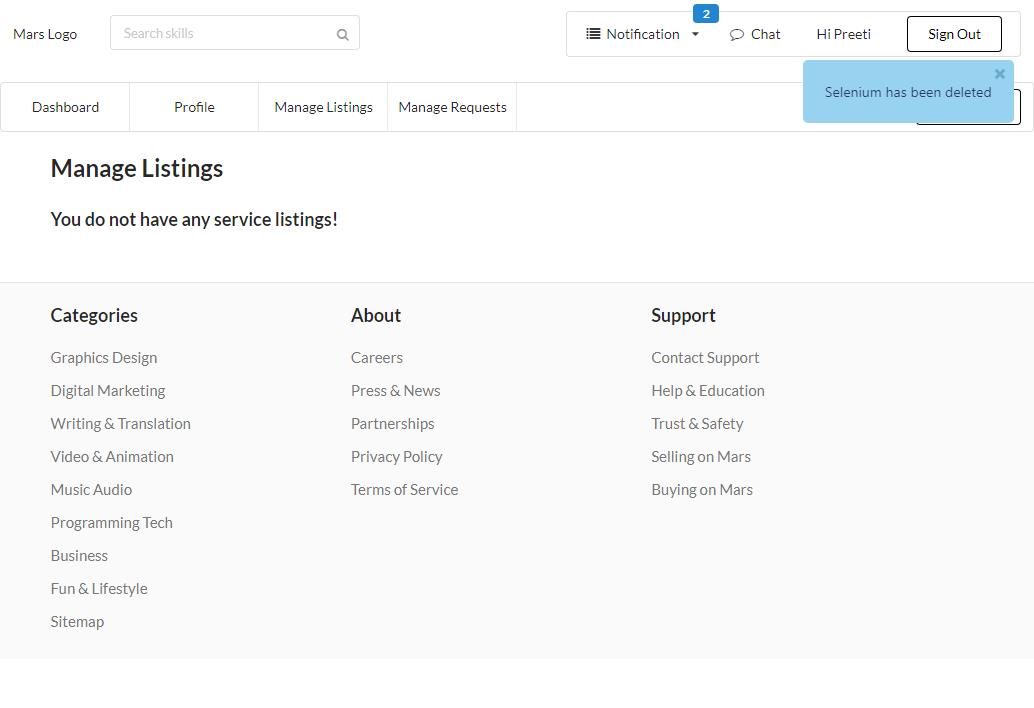 Mars Logo
Search skills
Notification
2
Chat
Hi Preeti
Sign Out
Selenium has been deleted
Dashboard
Profile
Manage Listings
Manage Requests
Manage Listings
You do not have any service listings!
Categories
Graphics Design
Digital Marketing
Writing & Translation
Video & Animation
Music Audio
Programming Tech
Business
Fun & Lifestyle
Sitemap
About
Careers
Press & News
Partnerships
Privacy Policy
Terms of Service
Support
Contact Support
Help & Education
Trust & Safety
Selling on Mars
Buying on Mars